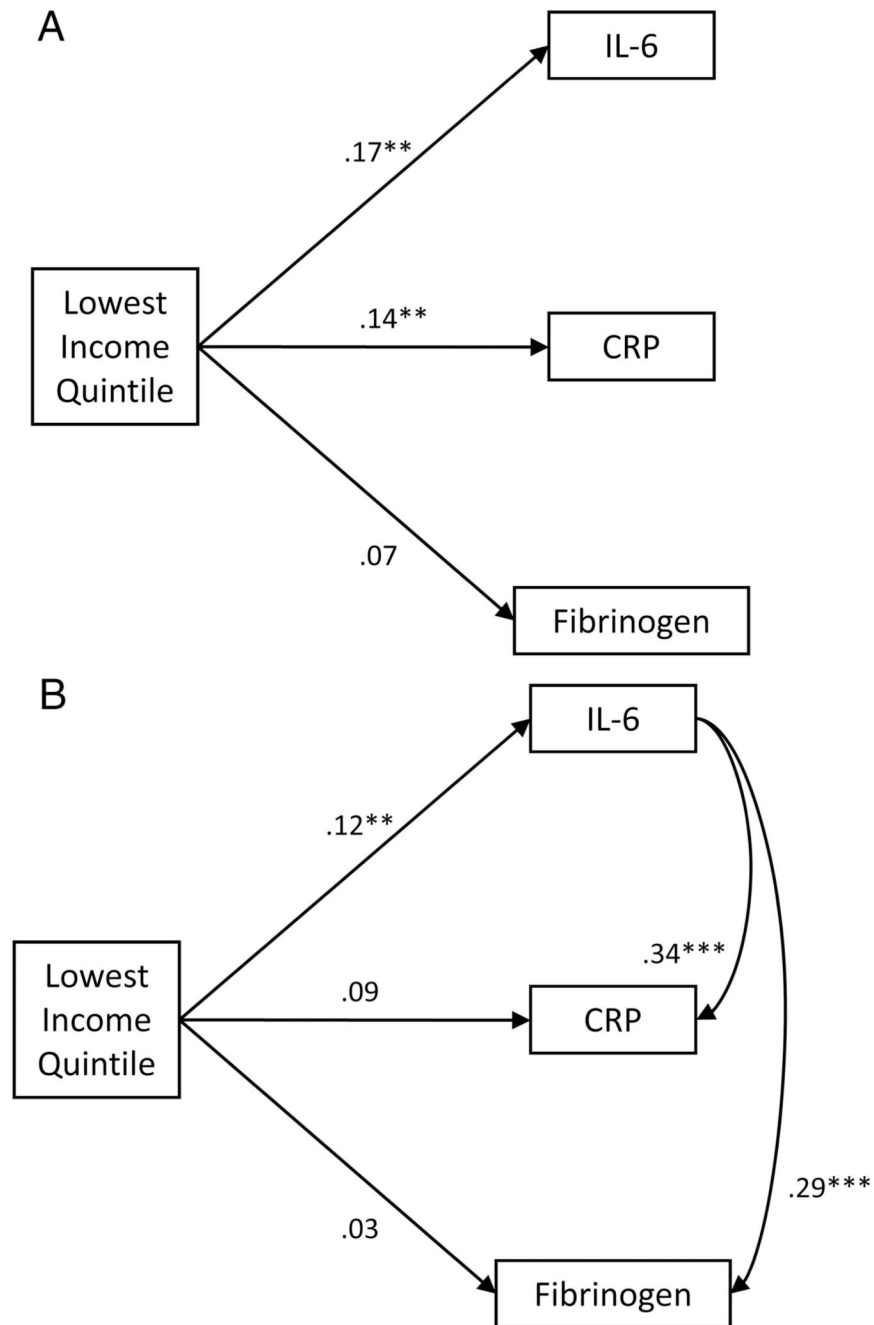 A
IL-6
.17**
Lowest
Income
Quintile
.14**
CRP
.07
Fibrinogen
B
IL-6
.12**
Lowest
Income
Quintile
.09
.34***
CRP
.29***
.03
Fibrinogen